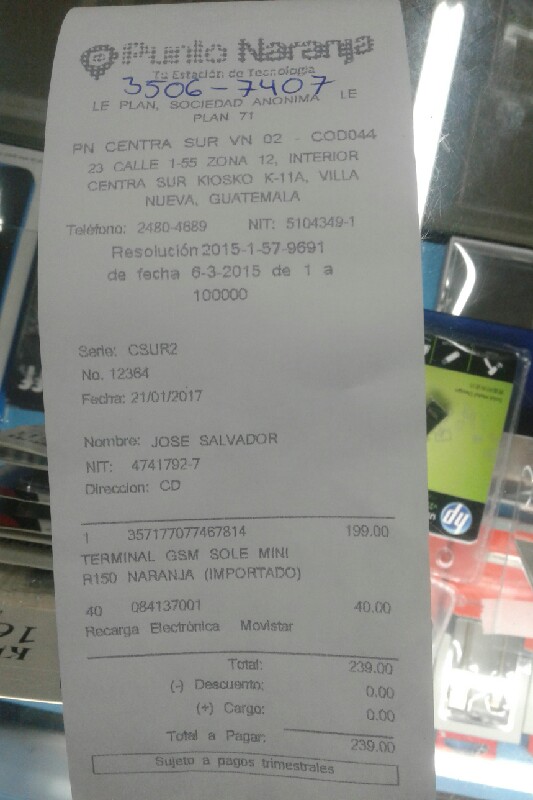 Punto Naranja
Tu Estación de Tecnología
3506-7407
LE PLAN, SOCIEDAD ANONIMA LE
PLAN 71
PN CENTRA SUR VN 02 - COD044
23 CALLE 1-55 ZONA 12, INTERIOR
CENTRA SUR KIOSKO K-11A, VILLA
NUEVA, GUATEMALA
Teléfono: 2480-4889 NIT: 5104349-1
Resolución 2015-1-57-9691
de fecha 6-3-2015 de 1 a
100000
Serie: CSUR2
No. 12364
Fecha: 21/01/2017
Nombre: JOSE SALVADOR
NIT: 4741792-7
Direccion: CD
1 357177077467814 199.00
TERMINAL GSM SOLE MINI
R150 NARANJA (IMPORTADO)
40 084137001 40.00
Recarga Electrónica Movistar
Total: 239.00
(-) Descuento: 0.00
(+) Cargo: 0.00
Total a Pagar: 239.00
Sujeto a pagos trimestrales
hp